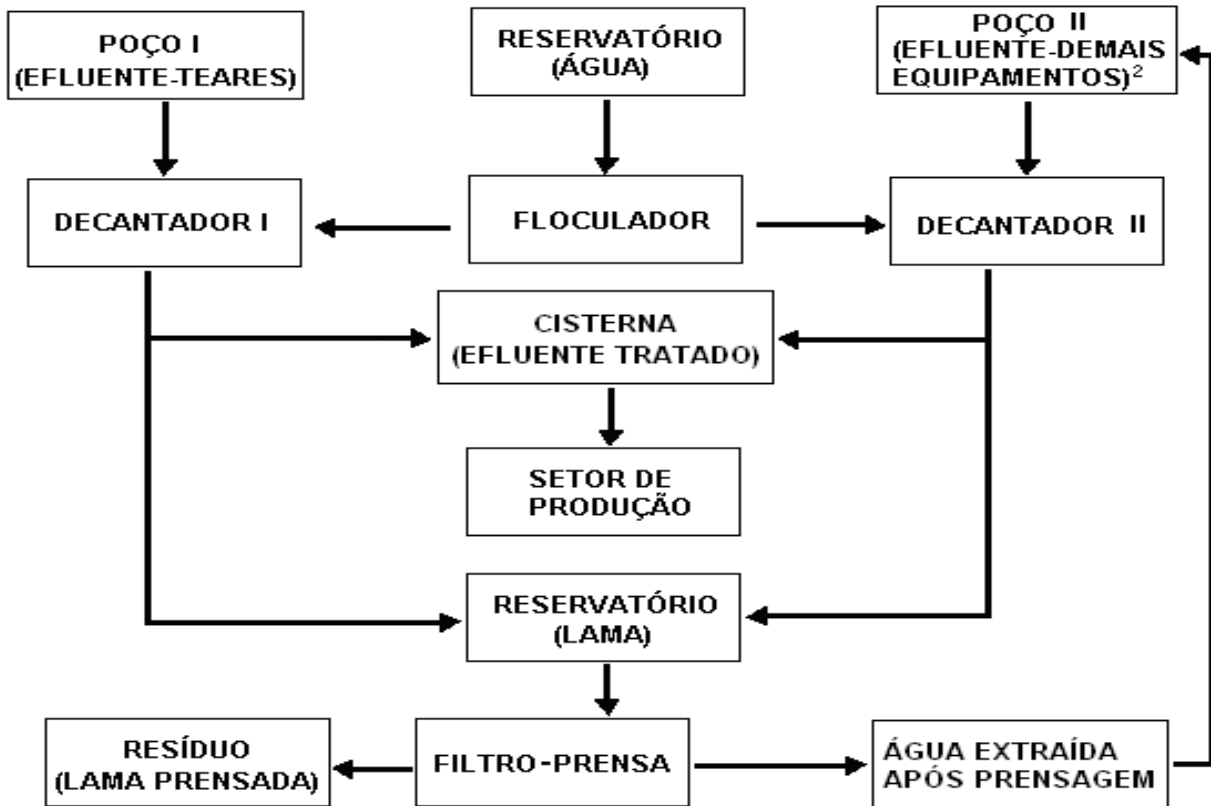 POÇO I
(EFLUENTE-TEARES)
RESERVATÓRIO
(ÁGUA)
POÇO II
(EFLUENTE-DEMAIS
EQUIPAMENTOS)²
DECANTADOR I
FLOCULADOR
DECANTADOR II
CISTERNA
(EFLUENTE TRATADO)
SETOR DE
PRODUÇÃO
RESERVATÓRIO
(LAMA)
RESÍDUO
(LAMA PRENSADA)
FILTRO-PRENSA
ÁGUA EXTRAÍDA
APÓS PRENSAGEM